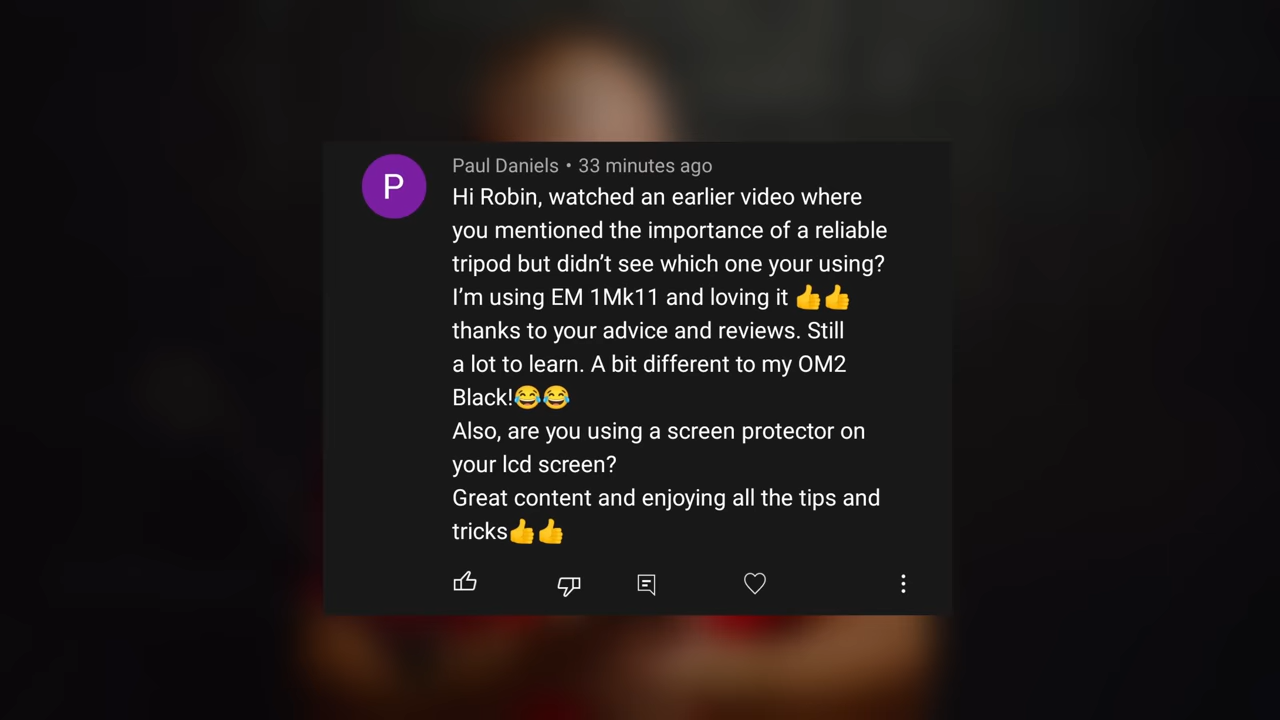 P
Paul Daniels • 33 minutes ago
Hi Robin, watched an earlier video where
you mentioned the importance of a reliable
tripod but didn’t see which one your using?
I’m using EM 1Mk11 and loving it 👍👍
thanks to your advice and reviews. Still
a lot to learn. A bit different to my OM2
Black!😂😂
Also, are you using a screen protector on
your lcd screen?
Great content and enjoying all the tips and
tricks👍👍